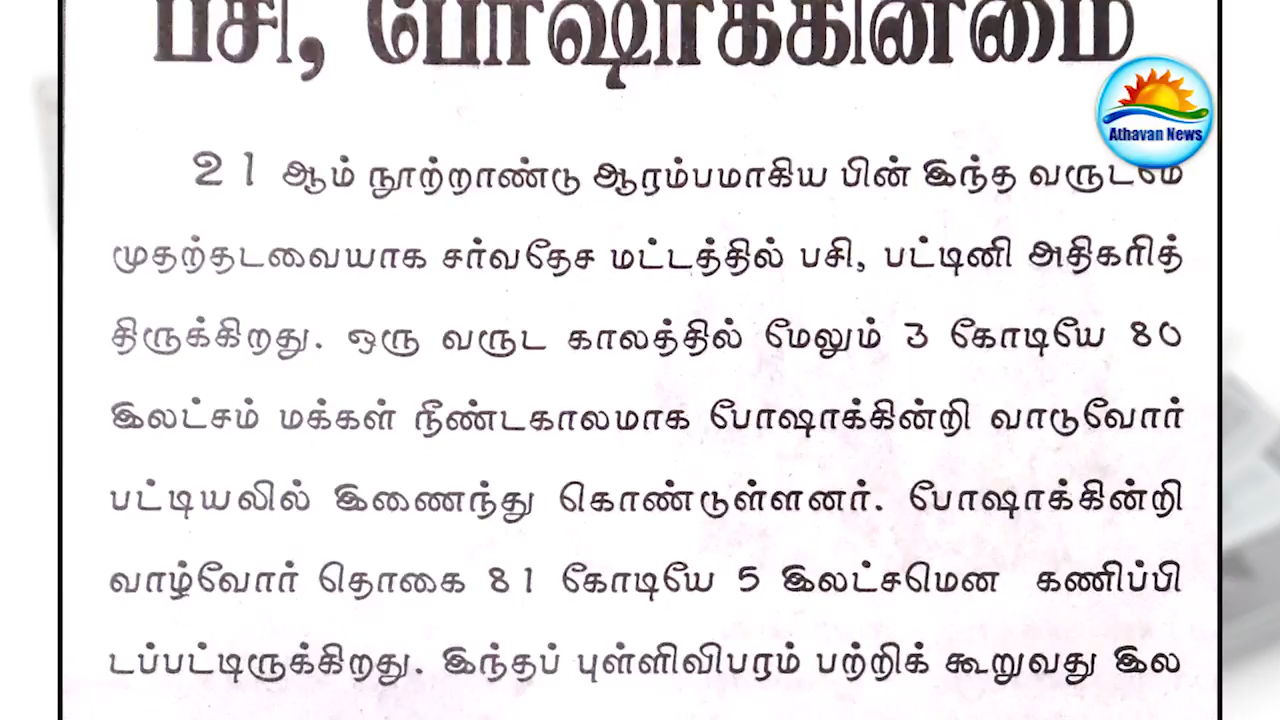 பசி, போஷாக்கின்மை
Athavan News
21 ஆம் நூற்றாண்டு ஆரம்பமாகிய பின் இந்த வருடமே
முதற்தடவையாக சர்வதேச மட்டத்தில் பசி, பட்டினி அதிகரித்
திருக்கிறது. ஒரு வருட காலத்தில் மேலும் 3 கோடியே 80
இலட்சம் மக்கள் நீண்டகாலமாக போஷாக்கின்றி வாடுவோர்
பட்டியலில் இணைந்து கொண்டுள்ளனர். போஷாக்கின்றி
வாழ்வோர் தொகை 81 கோடியே 5 இலட்சமென கணிப்பி
டப்பட்டிருக்கிறது. இந்தப் புள்ளிவிபரம் பற்றிக் கூறுவது இல